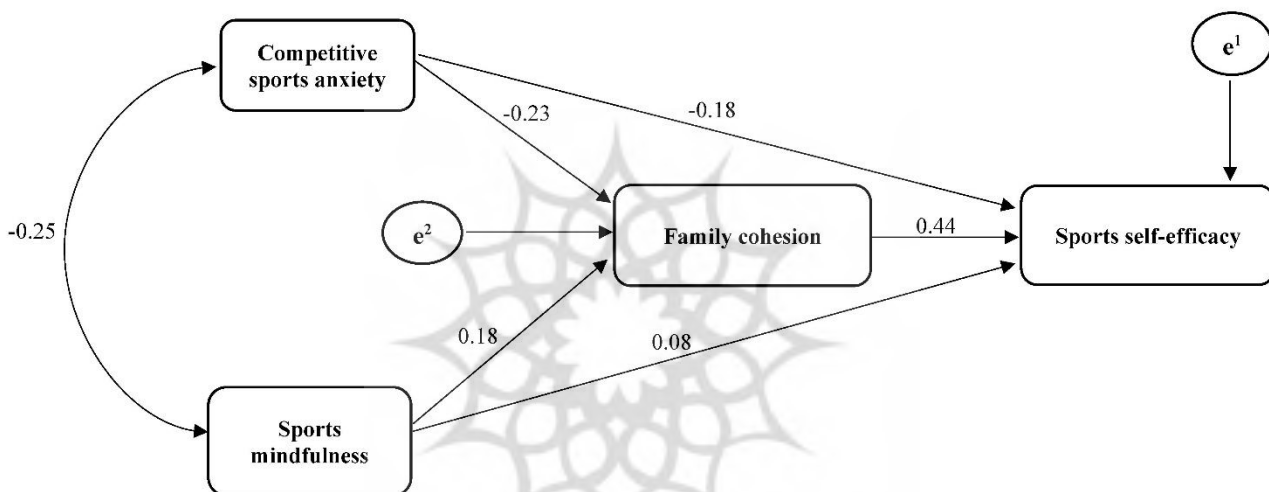 Competitive
sports anxiety
e¹
-0.18
-0.23
-0.25
e²
Family cohesion
0.44
Sports self-efficacy
0.18
0.08
Sports
mindfulness